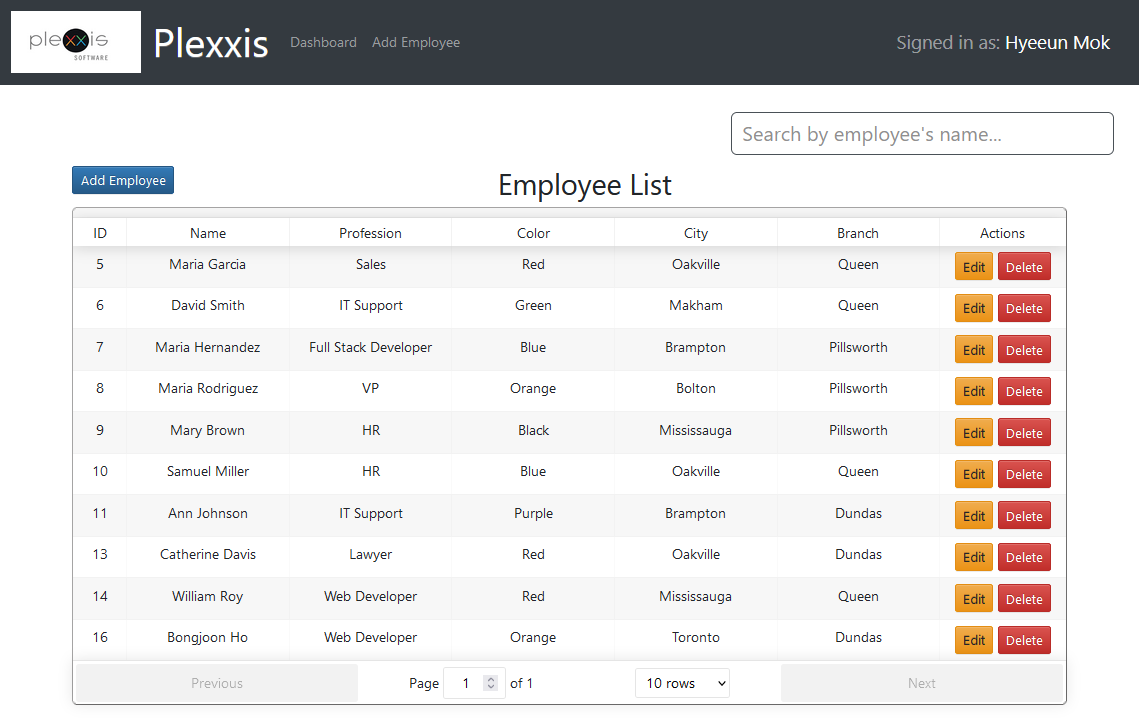 plexxis
SOFTWARE
Plexxis Dashboard Add Employee Signed in as: Hyeeun Mok
Search by employee's name...
Add Employee
Employee List
ID Name Profession Color City Branch Actions
5 Maria Garcia Sales Red Oakville Queen Edit Delete
6 David Smith IT Support Green Makham Queen Edit Delete
7 Maria Hernandez Full Stack Developer Blue Brampton Pillsworth Edit Delete
8 Maria Rodriguez VP Orange Bolton Pillsworth Edit Delete
9 Mary Brown HR Black Mississauga Pillsworth Edit Delete
10 Samuel Miller HR Blue Oakville Queen Edit Delete
11 Ann Johnson IT Support Purple Brampton Dundas Edit Delete
13 Catherine Davis Lawyer Red Oakville Dundas Edit Delete
14 William Roy Web Developer Red Mississauga Queen Edit Delete
16 Bongjoon Ho Web Developer Orange Toronto Dundas Edit Delete
Previous Page 1 of 1 10 rows Next